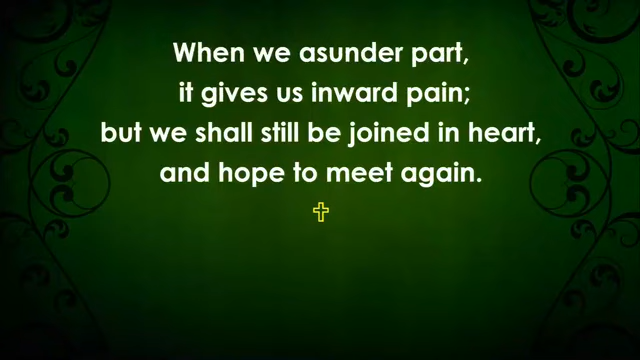 When we asunder part,
it gives us inward pain;
but we shall still be joined in heart,
and hope to meet again.